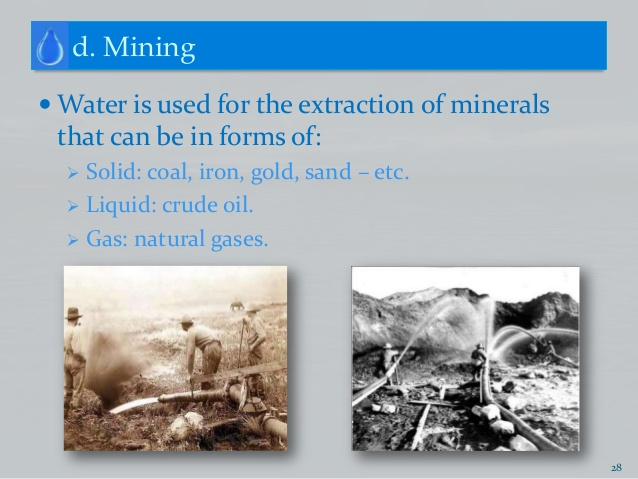 d. Mining
• Water is used for the extraction of minerals
that can be in forms of:
➢ Solid: coal, iron, gold, sand – etc.
➢ Liquid: crude oil.
➢ Gas: natural gases.
28